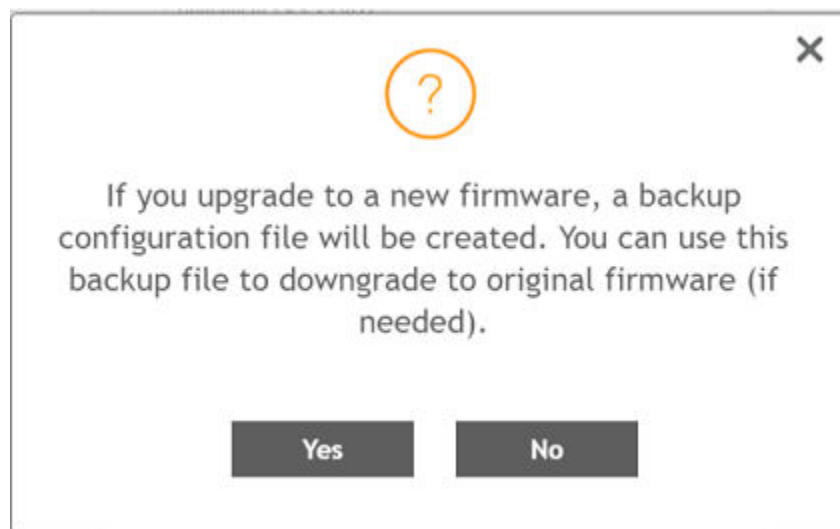 ?
If you upgrade to a new firmware, a backup
configuration file will be created. You can use this
backup file to downgrade to original firmware (if
needed).
Yes No